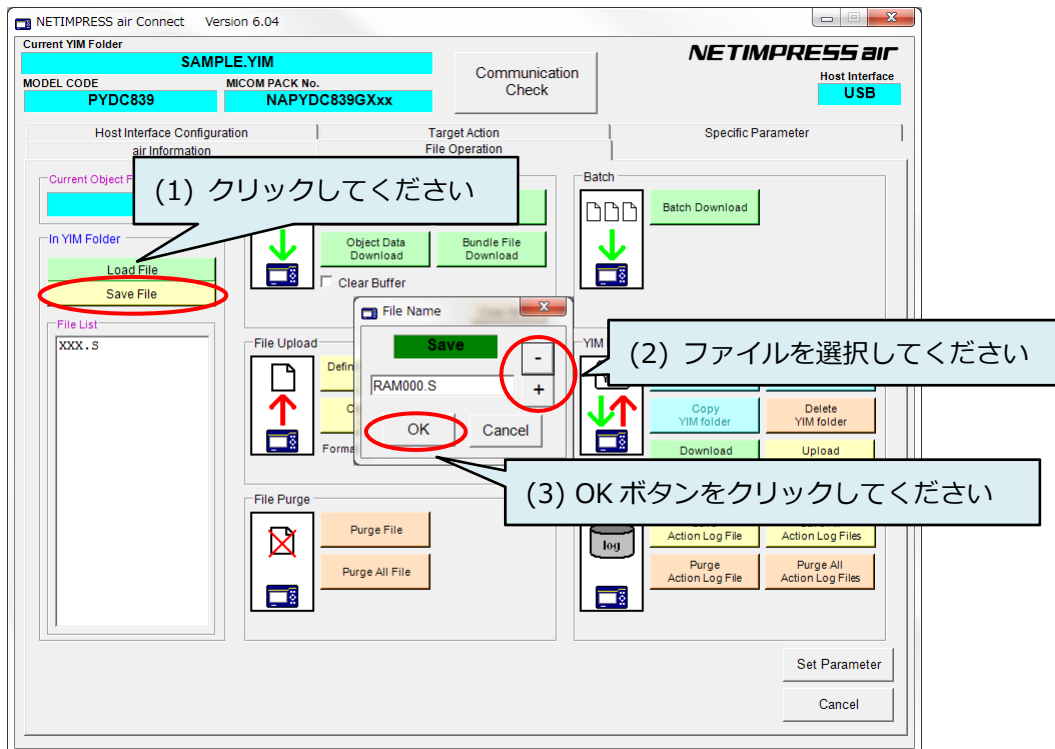 NETIMPRESS air Connect Version 6.04
Current YIM Folder
SAMPLE.YIM
MODEL CODE
MICOM PACK No.
PYDC839
NAPYDC839GXxx
Communication
Check
NETIMPRESS air
Host Interface
USB
Host Interface Configuration
Target Action
Specific Parameter
air Information
File Operation
Current Object F
(1) クリックしてください
Batch
Batch Download
In YIM Folder
Load File
Save File
Object Data
Download
Bundle File
Download
Clear Buffer
File List
XXX.S
File Name
Save
RAM000.S
-
+
OK
Cancel
(2) ファイルを選択してください
File Upload
Defin
Forma
YIM
Copy
YIM folder
Delete
YIM folder
Download
Upload
(3) OK ボタンをクリックしてください
File Purge
Purge File
Purge All File
log
Action Log File
Action Log Files
Purge
Action Log File
Purge All
Action Log Files
Set Parameter
Cancel